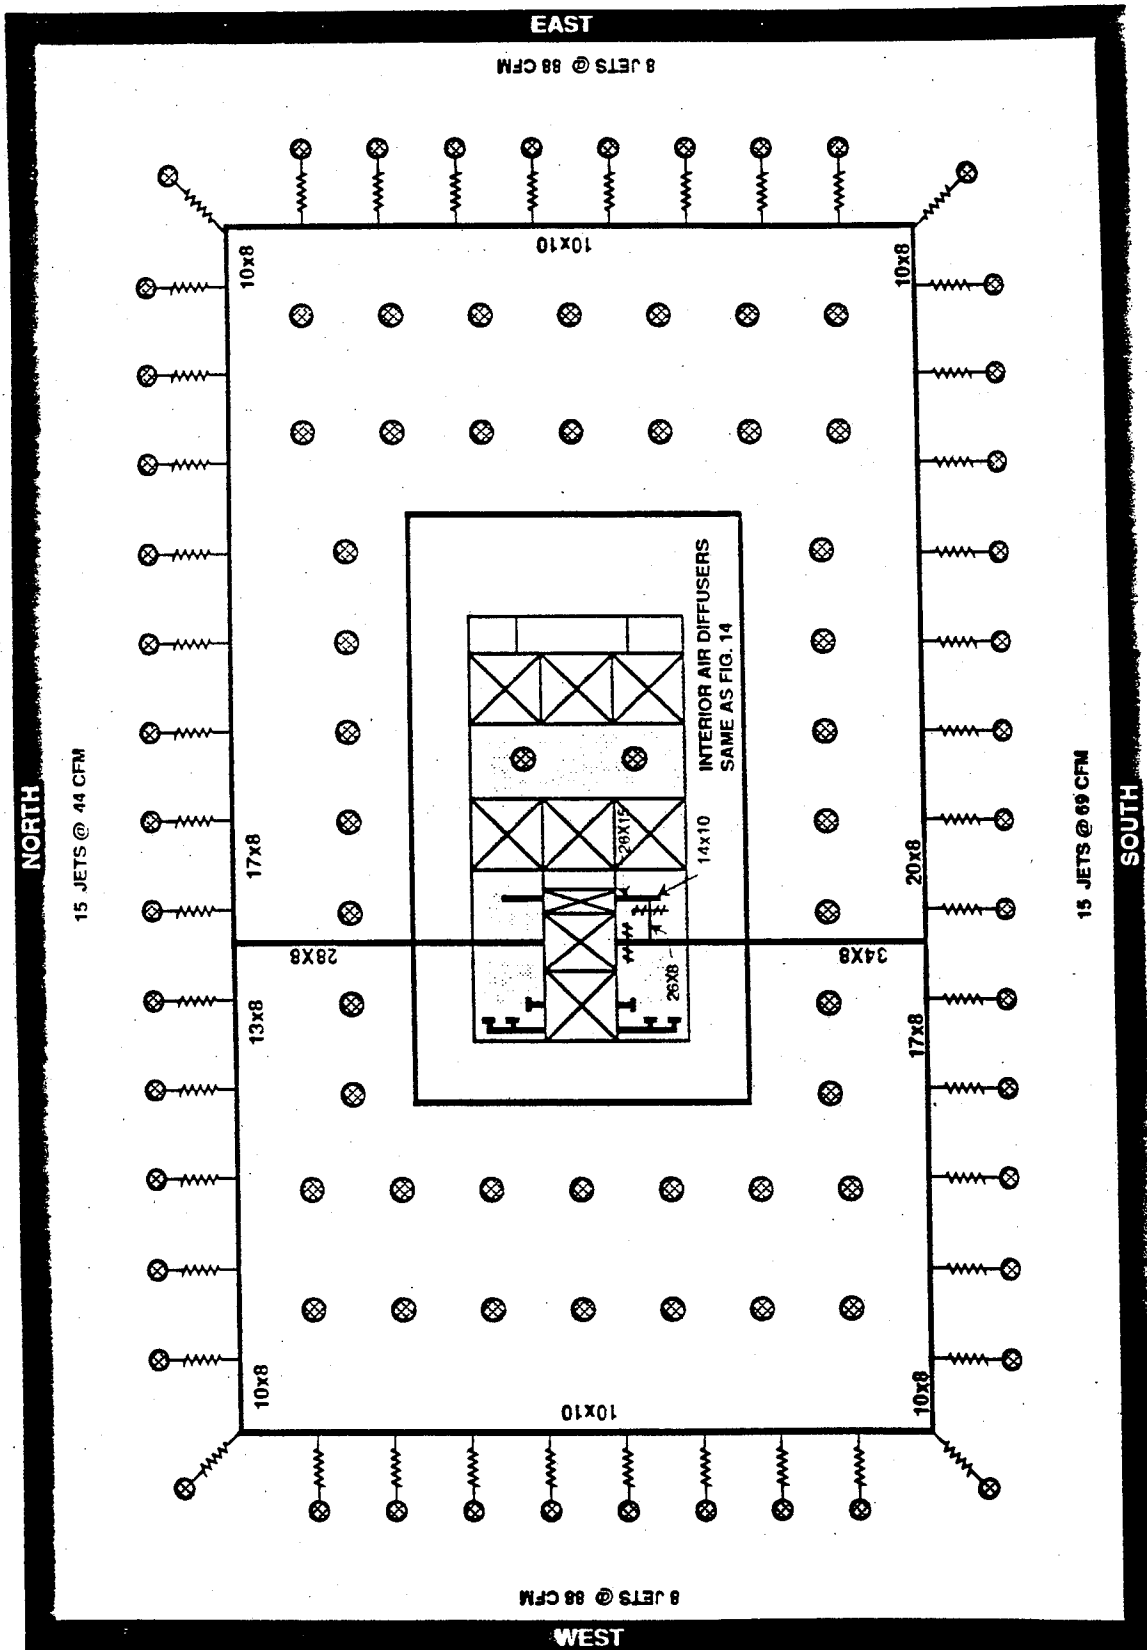 EAST
8 JETS @ 88 CFM
10x10
10x8
10x8
NORTH
15 JETS @ 44 CFM
17x8
28X8
13x8
10x8
INTERIOR AIR DIFFUSERS
SAME AS FIG. 14
26X15
14x10
26X8
20x8
34X8
17x8
10x8
15 JETS @ 69 CFM
SOUTH
10x10
8 JETS @ 88 CFM
WEST